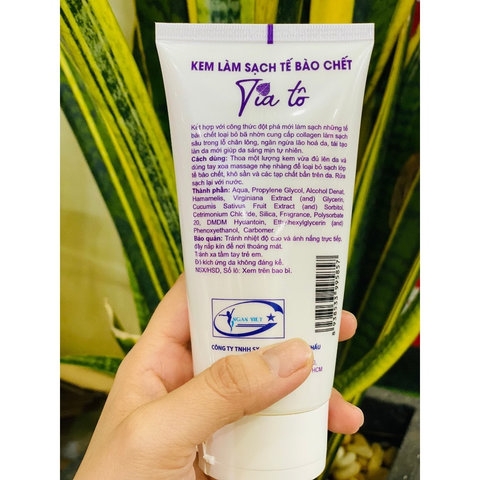 KEM LÀM SẠCH TẾ BÀO CHẾT
Tía tô
Kết hợp với công thức đột phá mới làm sạch những tế
bào chết loại bỏ bã nhờn cung cấp collagen làm sạch
sâu trong lỗ chân lông, ngăn ngừa lão hoá da, tái tạo
làn da mới giúp da sáng mịn tự nhiên.
Cách dùng: Thoa một lượng kem vừa đủ lên da và
dùng tay xoa massage nhẹ nhàng để loại bỏ sạch lớp
tế bào chết, khô sần và các tạp chất bẩn trên da. Rửa
sạch lại với nước.
Thành phần: Aqua, Propylene Glycol, Alcohol Denat,
Hamamelis, Virginiana Extract (and) Glycerin,
Cucumis Sativus Fruit Extract (and) Sorbitol,
Cetrimonium Chloride, Silica, Fragrance, Polysorbate
20, DMDM Hydantoin, Ethylhexylglycerin (and)
Phenoxyethanol, Carbomer.
Bảo quản: Tránh nhiệt độ cao và ánh nắng trực tiếp,
đậy nắp kín để nơi thoáng mát.
Tránh xa tầm tay trẻ em.
Độ kích ứng da không đáng kể.
NSX/HSD, Số lô: Xem trên bao bì.
NGAN VIET
CÔNG TY TNHH SX
HẨU
HCM